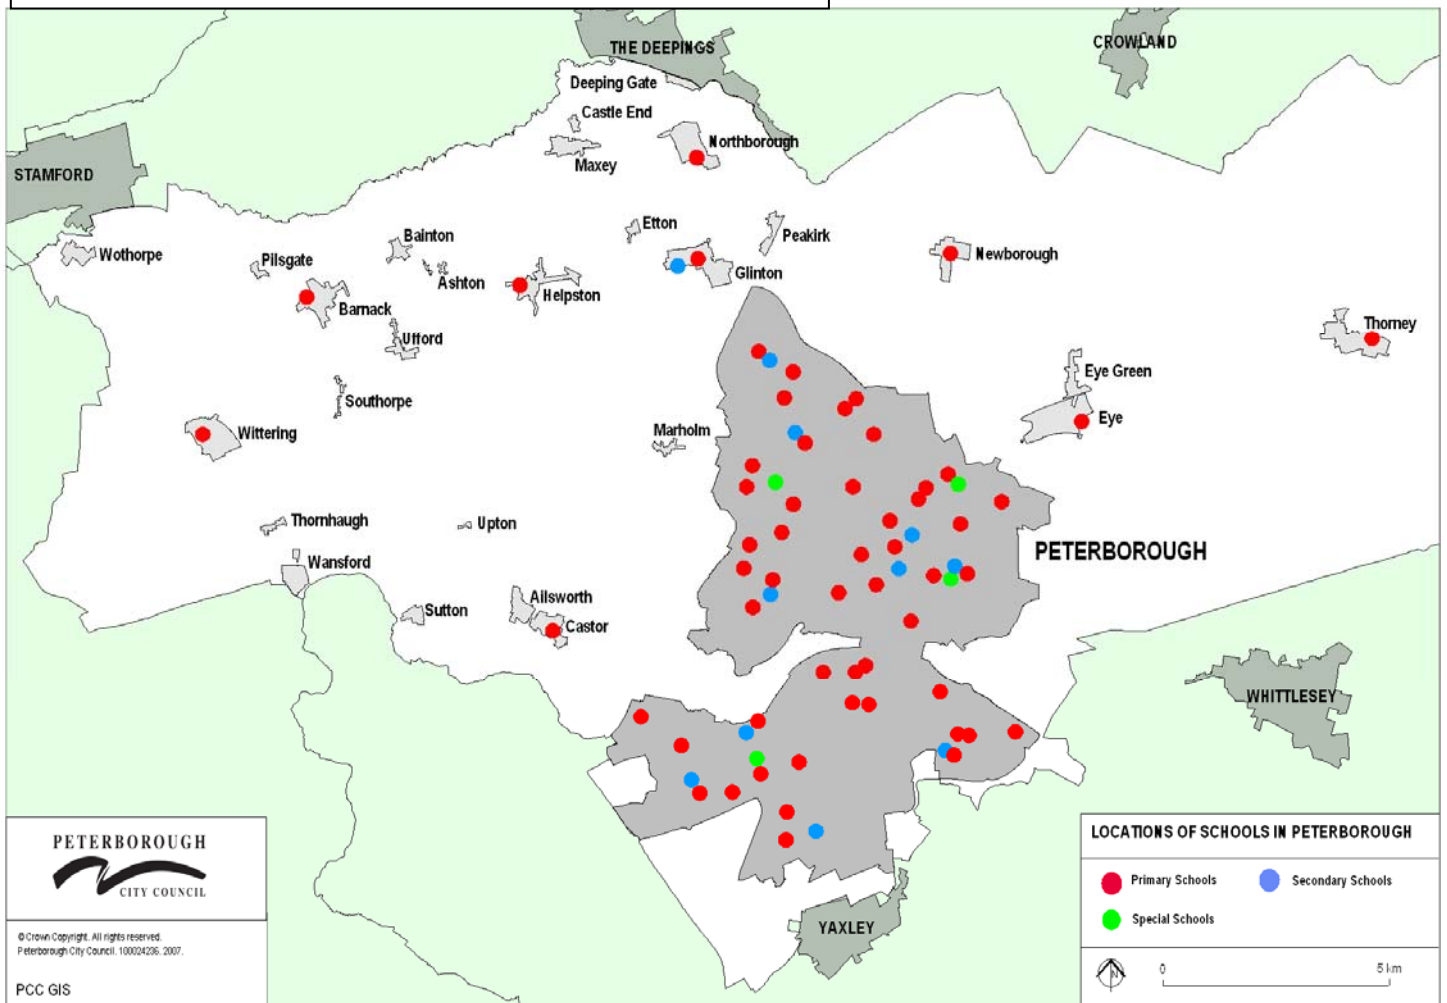 THE DEEPINGS
CROWLAND
Deeping Gate
Castle End
Northborough
Maxey
STAMFORD
Etton
Peakirk
Bainton
Wothorpe
Pilsgate
Newborough
Ashton
Glinton
Helpston
Barnack
Thorney
Ufford
Eye Green
Southorpe
Eye
Marholm
Wittering
Thornhaugh
Upton
PETERBOROUGH
Wansford
Ailsworth
Sutton
Castor
WHITTLESEY
LOCATIONS OF SCHOOLS IN PETERBOROUGH
Primary Schools
Secondary Schools
Special Schools
PETERBOROUGH
CITY COUNCIL
YAXLEY
© Crown Copyright. All rights reserved.
Peterborough City Council. 100024236. 2007.
N
0
5 km
PCC GIS